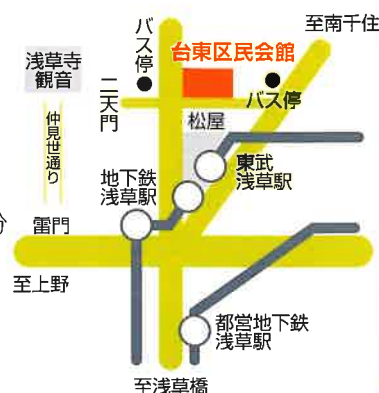 至南千住
バス停
台東区民会館
浅草寺
観音
二天門
バス停
仲見世通り
松屋
東武
浅草駅
地下鉄
浅草駅
分
雷門
至上野
都営地下鉄
浅草駅
至浅草橋